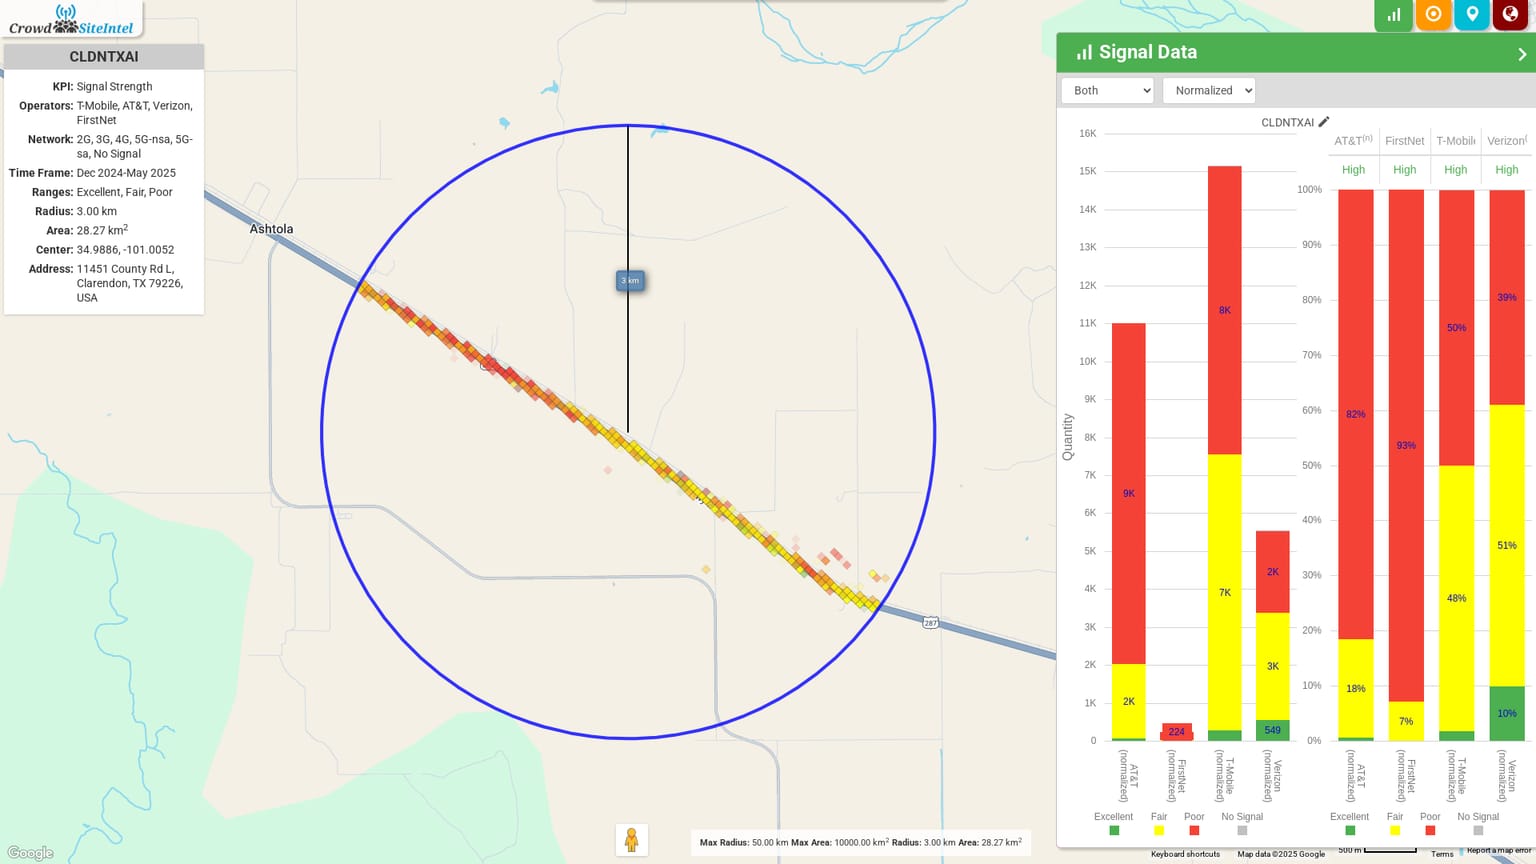 Crowd SiteIntel
CLDNTXAI
KPI: Signal Strength
Operators: T-Mobile, AT&T, Verizon,
FirstNet
Network: 2G, 3G, 4G, 5G-nsa, 5G-
sa, No Signal
Time Frame: Dec 2024-May 2025
Ranges: Excellent, Fair, Poor
Radius: 3.00 km
Area: 28.27 km²
Center: 34.9886, -101.0052
Address: 11451 County Rd L,
Clarendon, TX 79226,
USA
Ashtola
3 km
287
Google
Max Radius: 50.00 km Max Area: 10000.00 km² Radius: 3.00 km Area: 28.27 km²
Signal Data
Both
Normalized
CLDNTXAI
Quantity
16K
15K
14K
13K
12K
11K
10K
9K
8K
7K
6K
5K
4K
3K
2K
1K
0
9K
2K
224
8K
7K
2K
3K
549
AT&T (normalized)
FirstNet (normalized)
T-Mobile (normalized)
Verizon (normalized)
Excellent Fair Poor No Signal
AT&T(n) FirstNet T-Mobile Verizon(
High High High High
100%
90%
80%
70%
60%
50%
40%
30%
20%
10%
0%
82%
18%
93%
7%
50%
48%
39%
51%
10%
AT&T (normalized)
FirstNet (normalized)
T-Mobile (normalized)
Verizon (normalized)
Excellent Fair Poor No Signal
Keyboard shortcuts Map data ©2025 Google 500 m Terms Report a map error